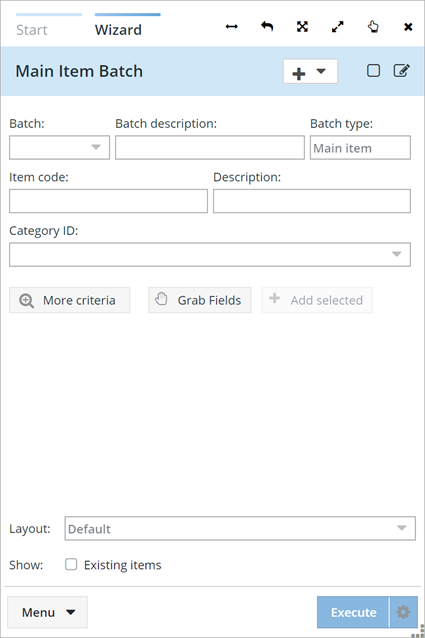 Start Wizard
Main Item Batch
Batch: Batch description: Batch type:
Main item
Item code: Description:
Category ID:
More criteria Grab Fields Add selected
Layout: Default
Show: Existing items
Menu Execute